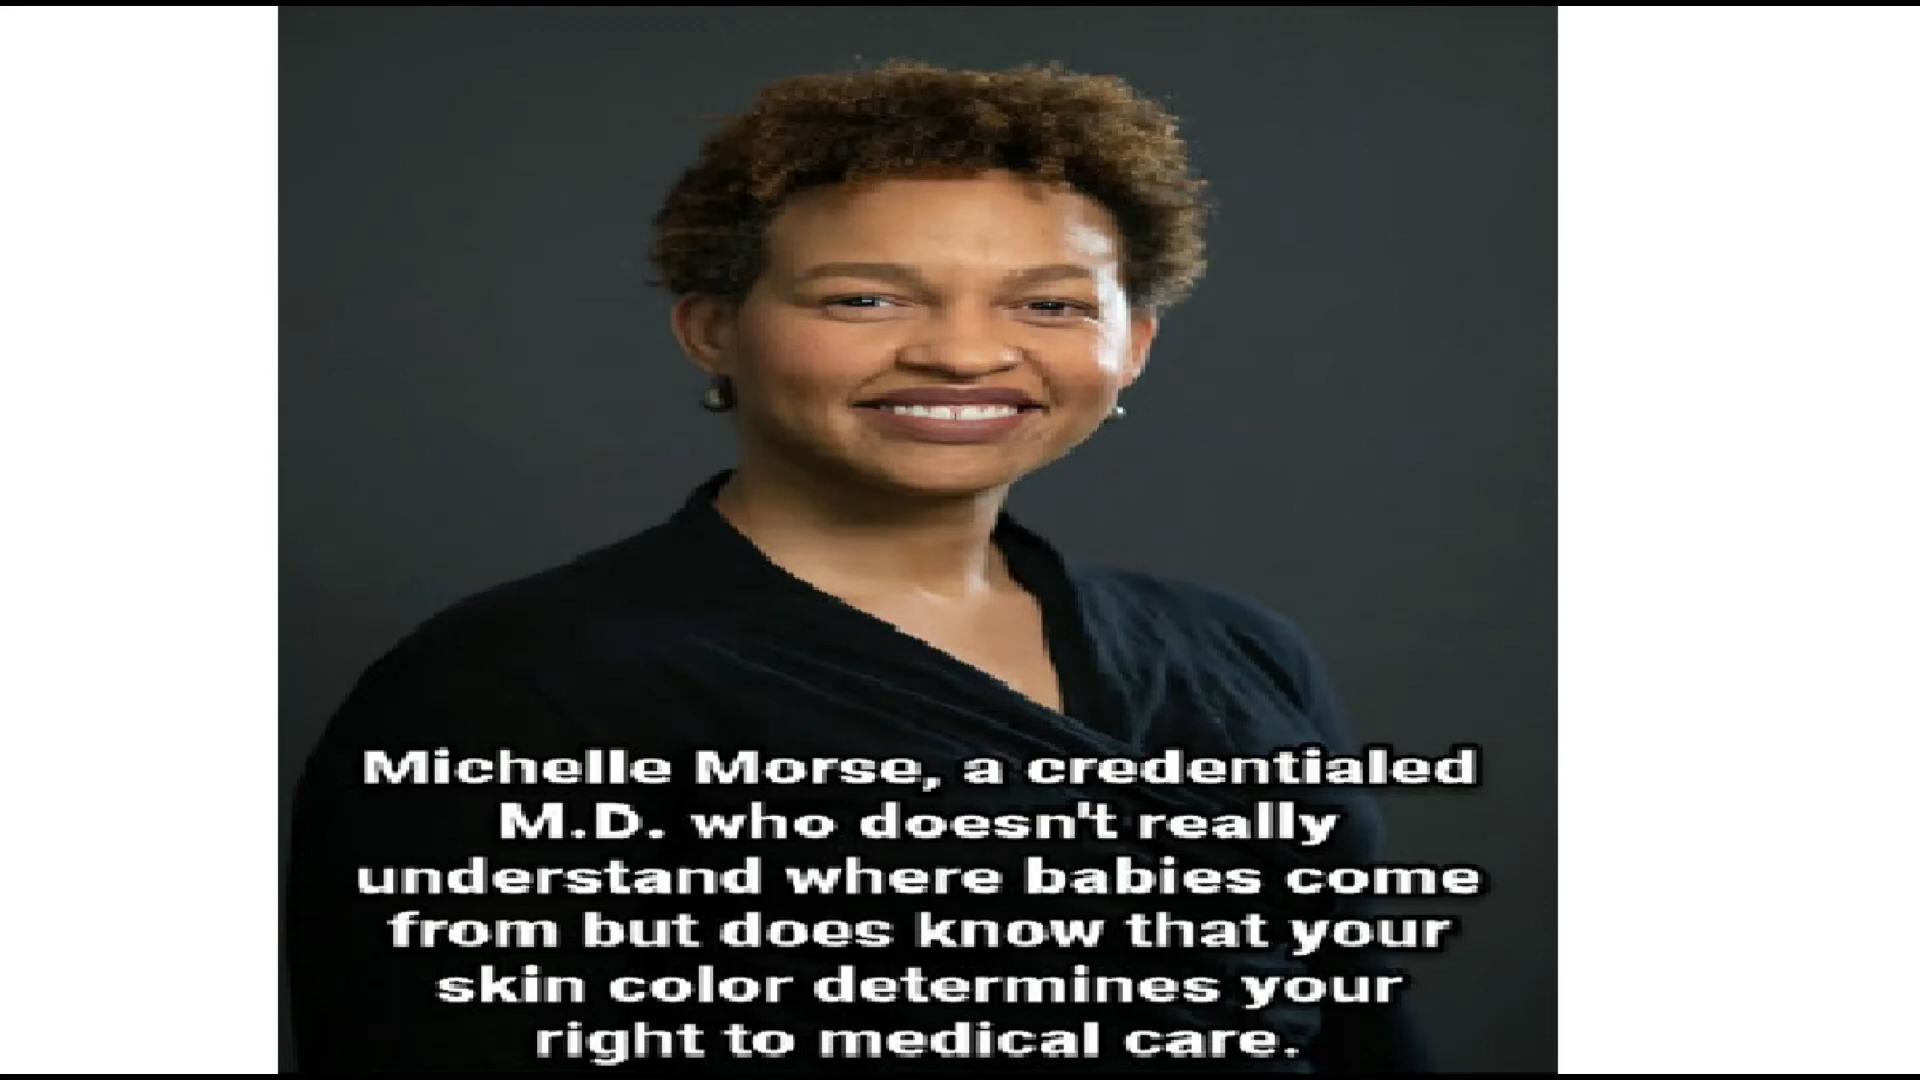 Michelle Morse, a credentialed
M.D. who doesn't really
understand where babies come
from but does know that your
skin color determines your
right to medical care.